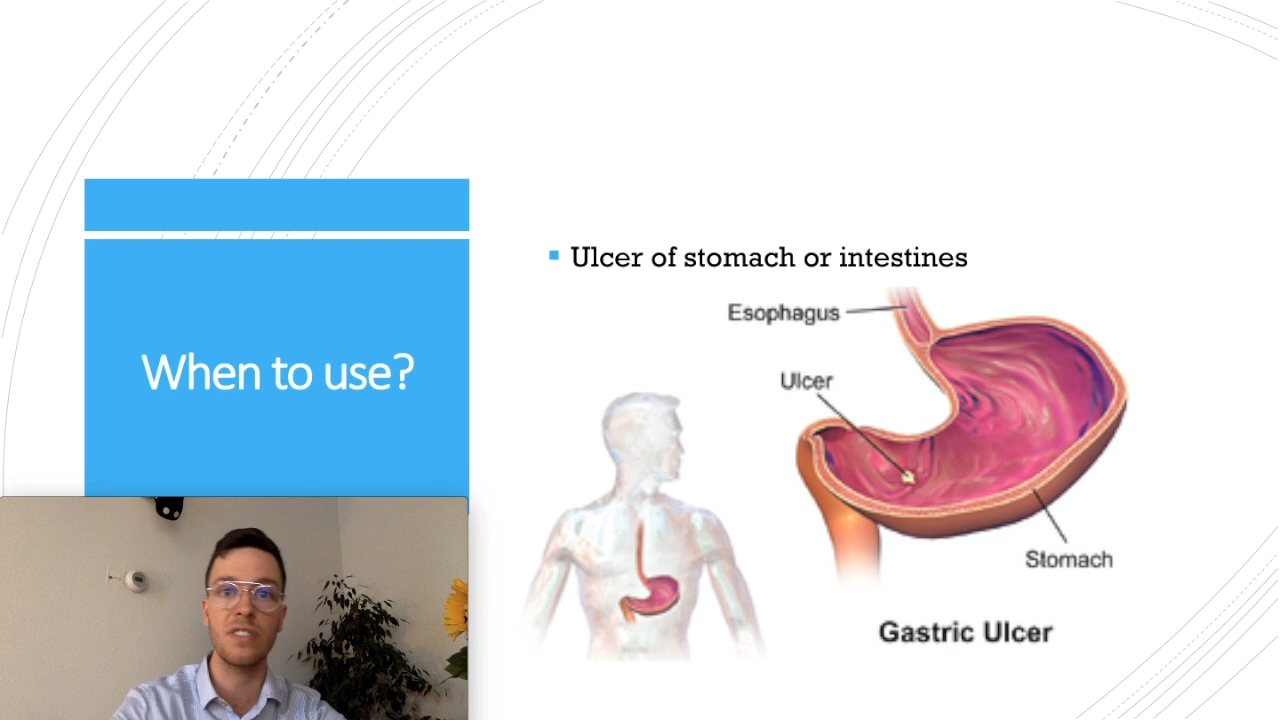 When to use?
Ulcer of stomach or intestines
Esophagus
Ulcer
Stomach
Gastric Ulcer